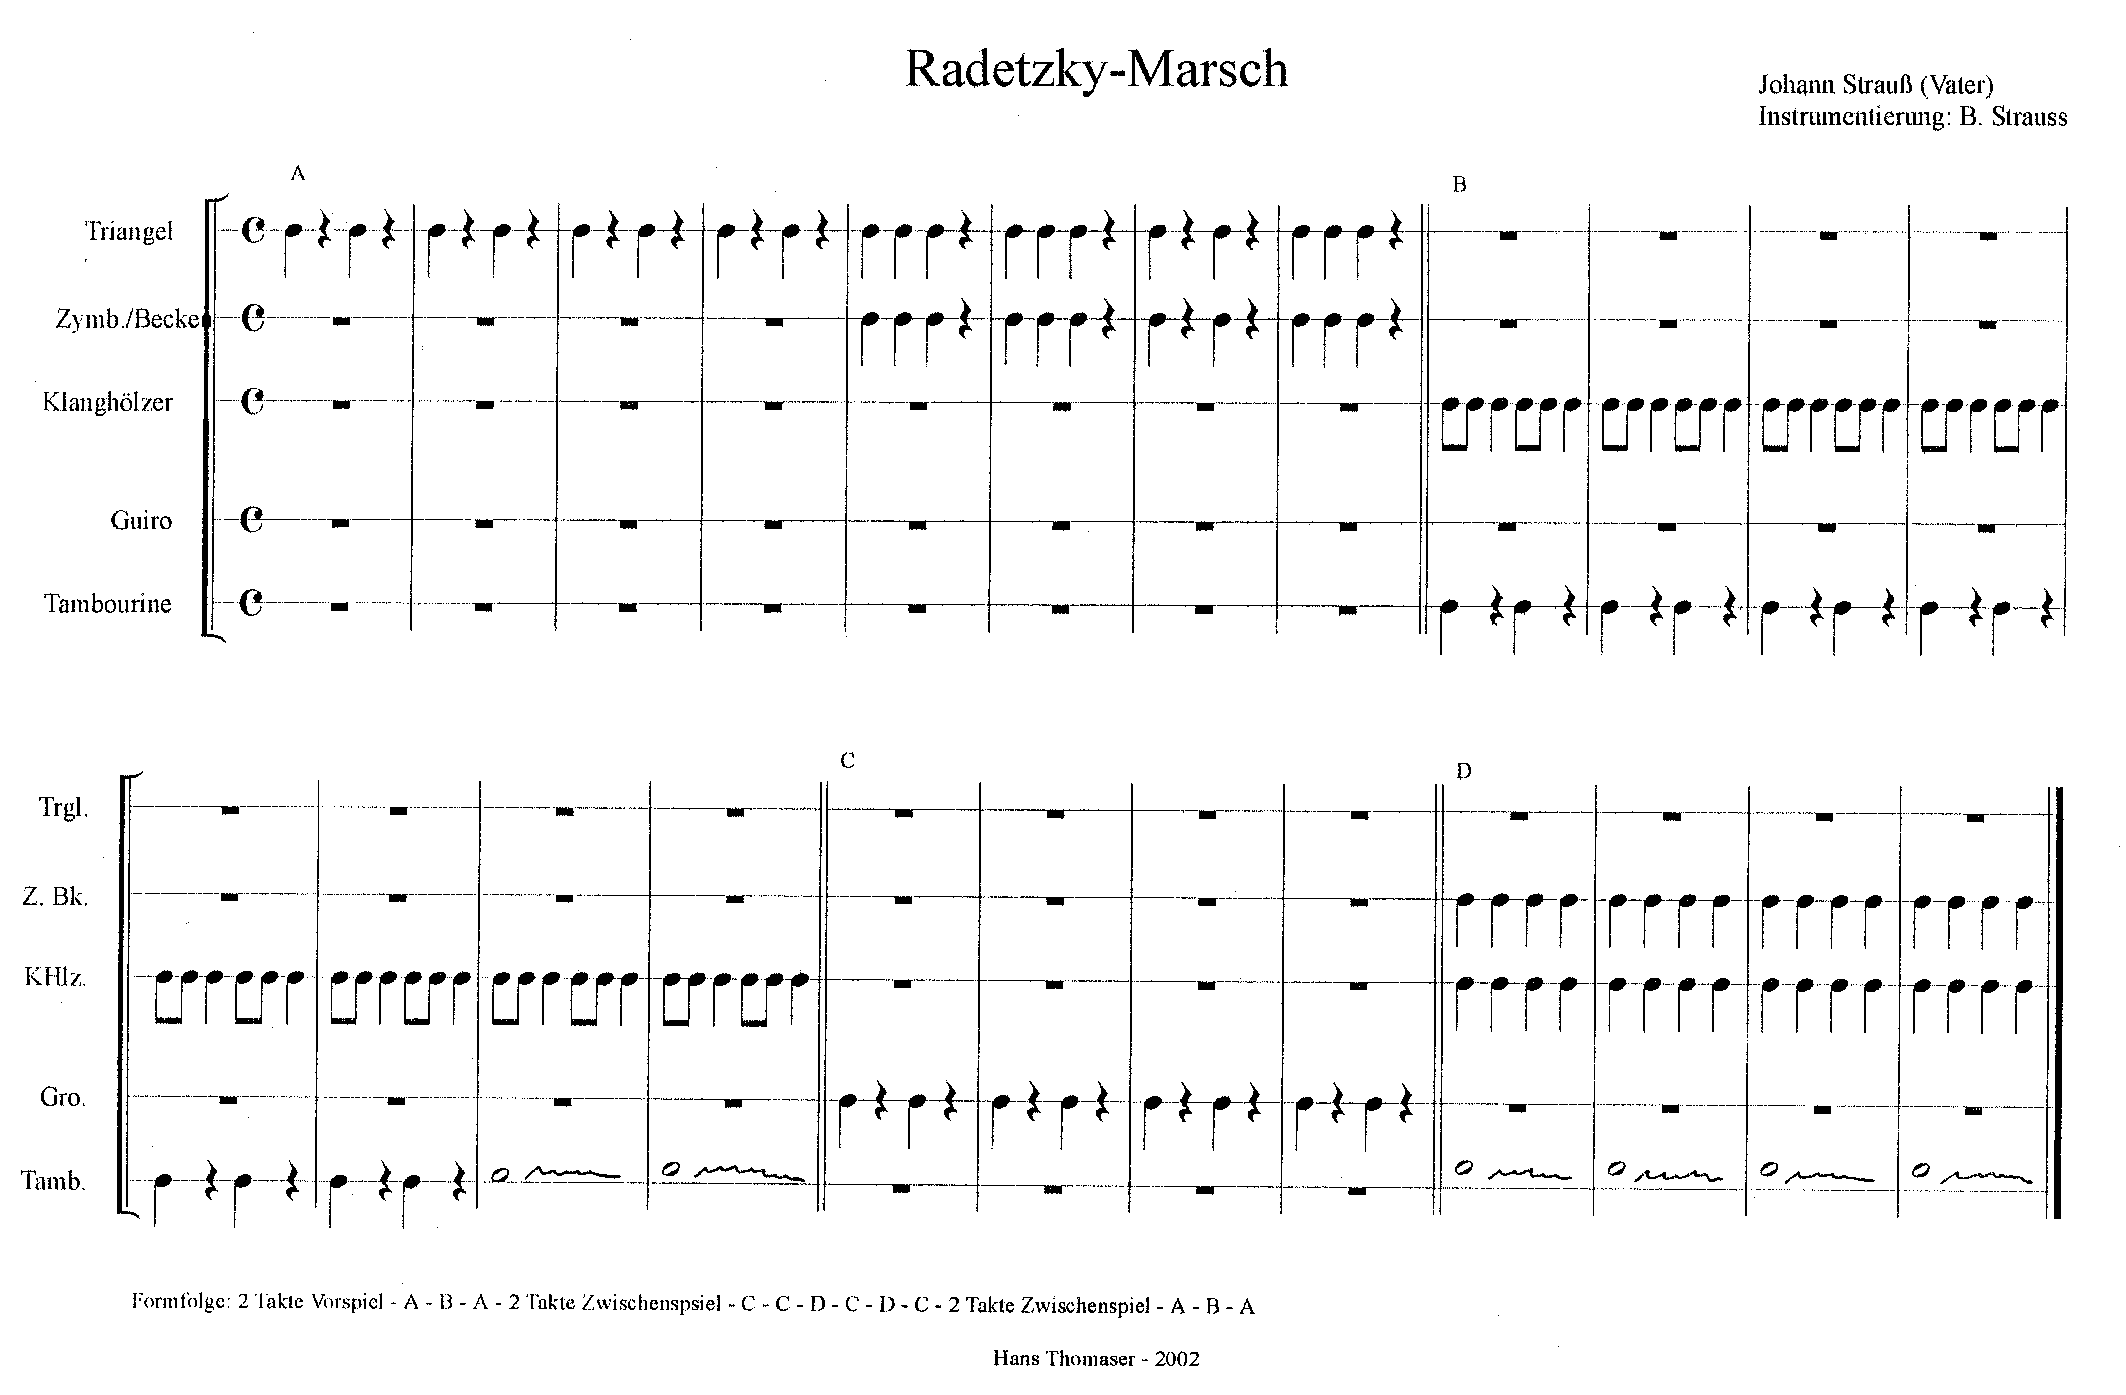 Radetzky-Marsch
Johann Strauß (Vater)
Instrumentierung: B. Strauss
A
B
Triangel
Zymb./Becken
Klanghölzer
Guiro
Tambourine
C
D
Trgl.
Z. Bk.
KHlz.
Gro.
Tamb.
Formfolge: 2 Takte Vorspiel - A - B - A - 2 Takte Zwischenspsiel - C - C - D - C - D - C - 2 Takte Zwischenspiel - A - B - A
Hans Thomaser - 2002